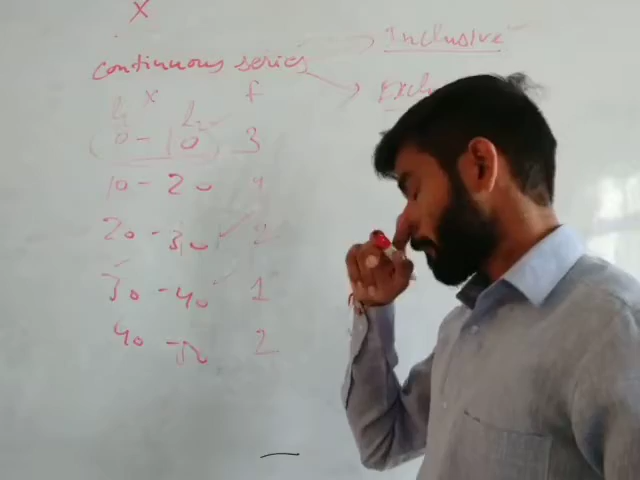 x
Inclusive
continuous series
Exclu
x f
L1 L2
0 - 10 3
10 - 20
20 - 30 ✓ 2
30 - 40 1
40 - 50 2